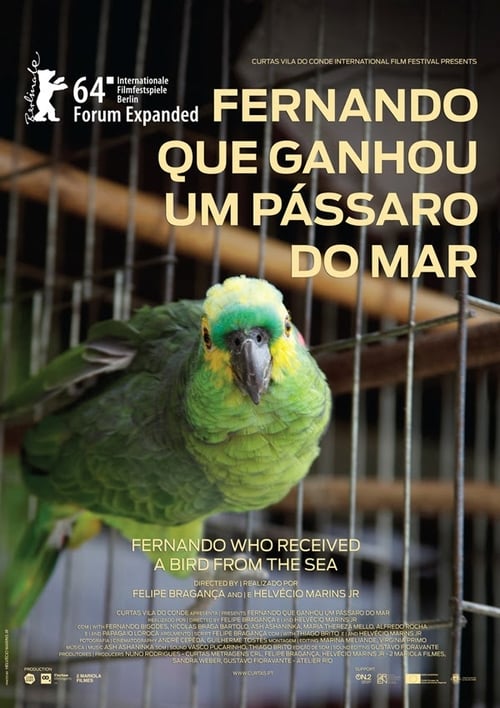 CURTAS VILA DO CONDE INTERNATIONAL FILM FESTIVAL PRESENTS
Berlinale
64 Internationale
Filmfestspiele
Berlin
Forum Expanded
FERNANDO
QUE GANHOU
UM PÁSSARO
DO MAR
FERNANDO WHO RECEIVED
A BIRD FROM THE SEA
DIRECTED BY | REALIZADO POR
FELIPE BRAGANÇA AND | E HELVÉCIO MARINS JR
CURTAS VILA DO CONDE APRESENTA | PRESENTS FERNANDO QUE GANHOU UM PÁSSARO DO MAR
REALIZADO POR | DIRECTED BY FELIPE BRAGANÇA E | AND HELVÉCIO MARINS JR
COM | WITH FERNANDO BIGODES, NICOLAS BRAGA BARTOLO, ASH ASHANINKA, MARIA THEREZA MELLO, ALFREDO ROCHA
E | AND PAPAGAIO LOROCA ARGUMENTO | SCRIPT FELIPE BRAGANÇA COM | WITH THIAGO BRITO E | AND HELVÉCIO MARINS JR
FOTOGRAFIA | CINEMATOGRAPHY ANDRÉ CEPEDA, GUILHERME TOSTES MONTAGEM | EDITING MARINA MELIANDE, VIRGINIA PRIMO
MÚSICA | MUSIC ASH ASHANINKA SOM | SOUND VASCO PUCARINHO, THIAGO BRITO EDIÇÃO DE SOM | SOUND EDITING GUSTAVO FIORAVANTE
PRODUTORES | PRODUCERS NUNO RODRIGUES - CURTAS METRAGENS CRL, FELIPE BRAGANÇA, HELVÉCIO MARINS JR - 2 MARIOLA FILMES,
SANDRA WEBER, GUSTAVO FIORAVANTE - ATELIER RIO
WWW.CURTAS.PT
PRODUCTION
2 MARIOLA
FILMES
SUPPORT
ON.2